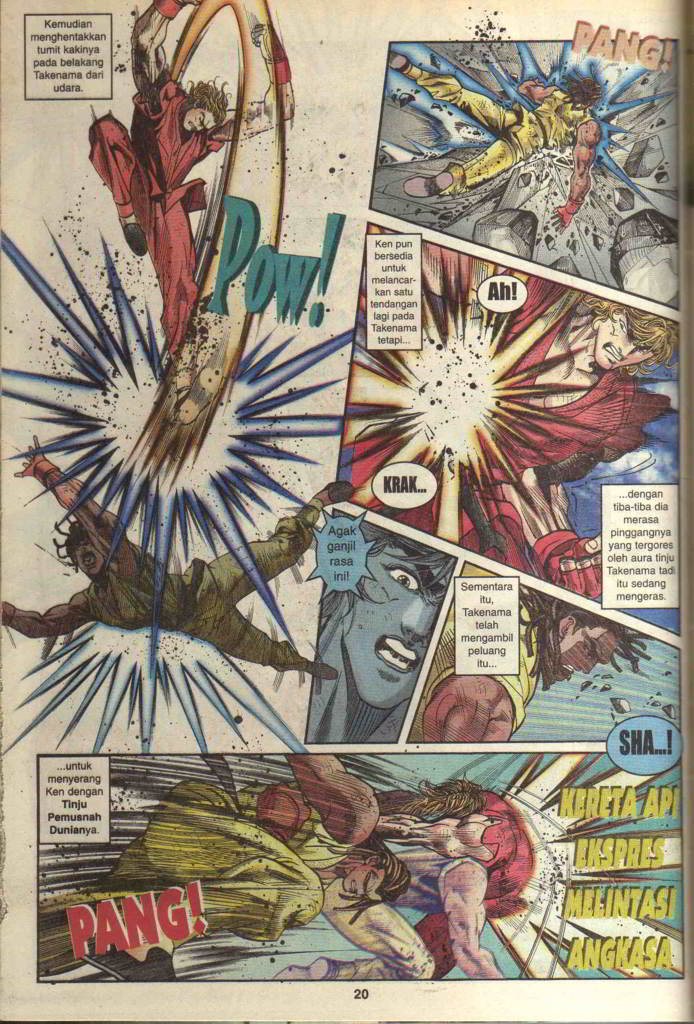 Kemudian
menghentakkan
tumit kakinya
pada belakang
Takenama dari
udara.
PANG!
POW!
Ken pun
bersedia
untuk
melancar-
kan satu
tendangan
lagi pada
Takenama
tetapi...
Ah!
KRAK...
...dengan
tiba-tiba dia
merasa
pinggangnya
yang tergores
oleh aura tinju
Takenama tadi
itu sedang
mengeras.
Agak
ganjil
rasa
ini!
Sementara
itu,
Takenama
telah
mengambil
peluang
itu...
SHA...!
...untuk
menyerang
Ken dengan
Tinju
Pemusnah
Dunianya.
PANG!
KERETA API
EKSPRES
MELINTASI
ANGKASA
20